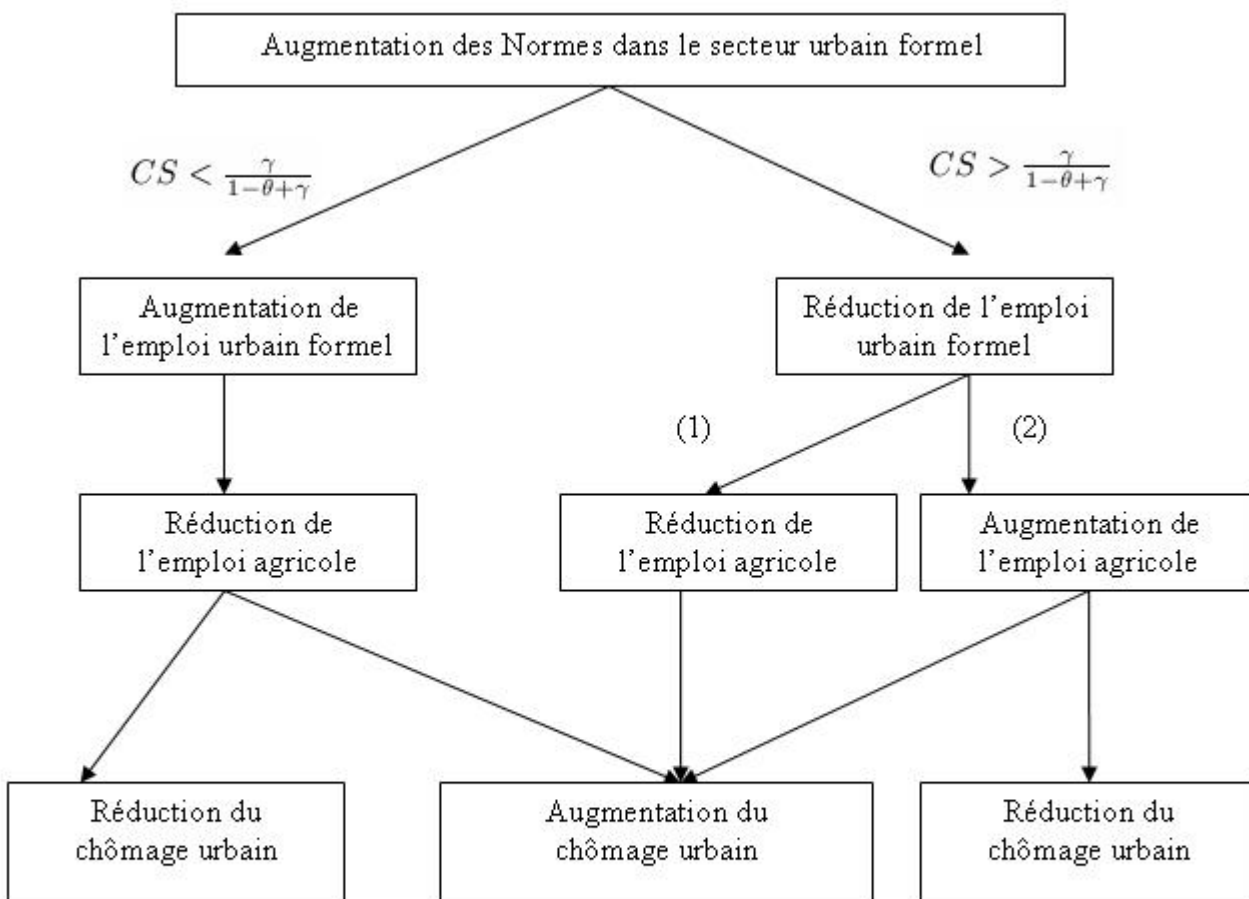 Augmentation des Normes dans le secteur urbain formel
CS < γ/(1−θ+γ)
CS > γ/(1−θ+γ)
Augmentation de
l'emploi urbain formel
Réduction de l'emploi
urbain formel
(1)
(2)
Réduction de
l'emploi agricole
Réduction de
l'emploi agricole
Augmentation de
l'emploi agricole
Réduction du
chômage urbain
Augmentation du
chômage urbain
Réduction du
chômage urbain